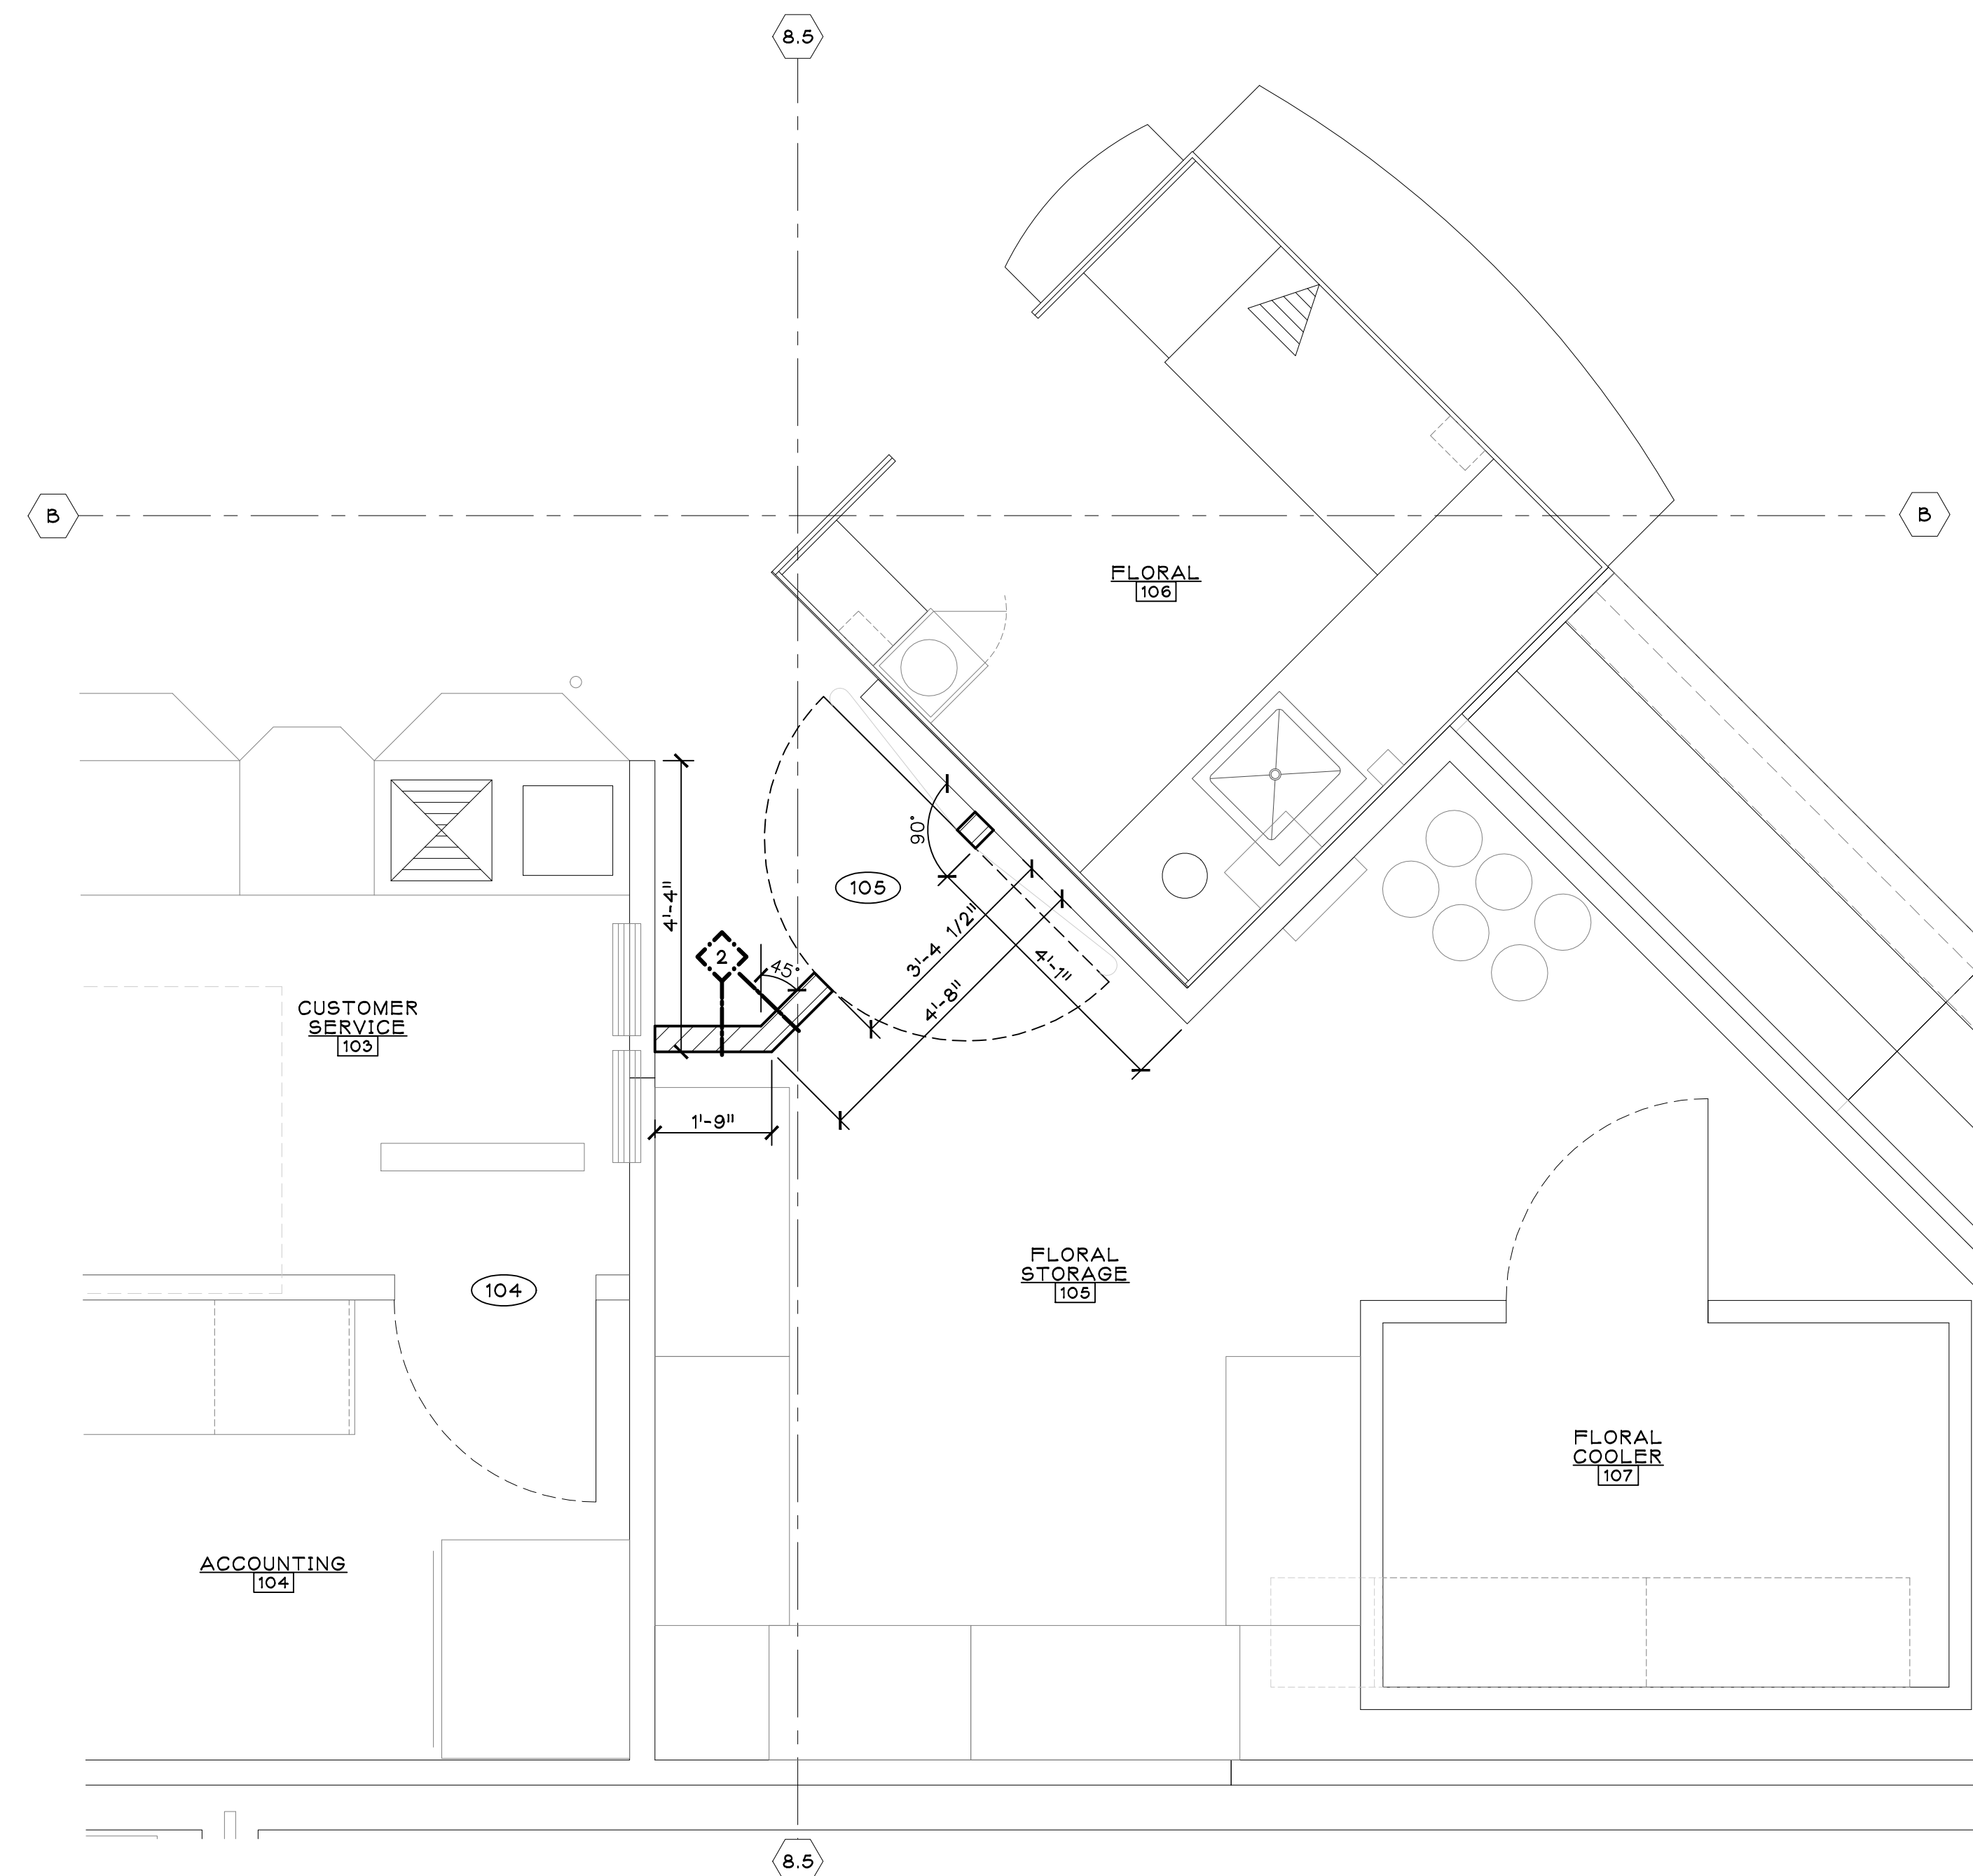 8.5
B
B
FLORAL
106
90°
105
4'-4"
3'-4 1/2"
4'-1"
2
45°
4'-8"
CUSTOMER
SERVICE
103
1'-9"
FLORAL
STORAGE
105
104
FLORAL
COOLER
107
ACCOUNTING
104
8.5